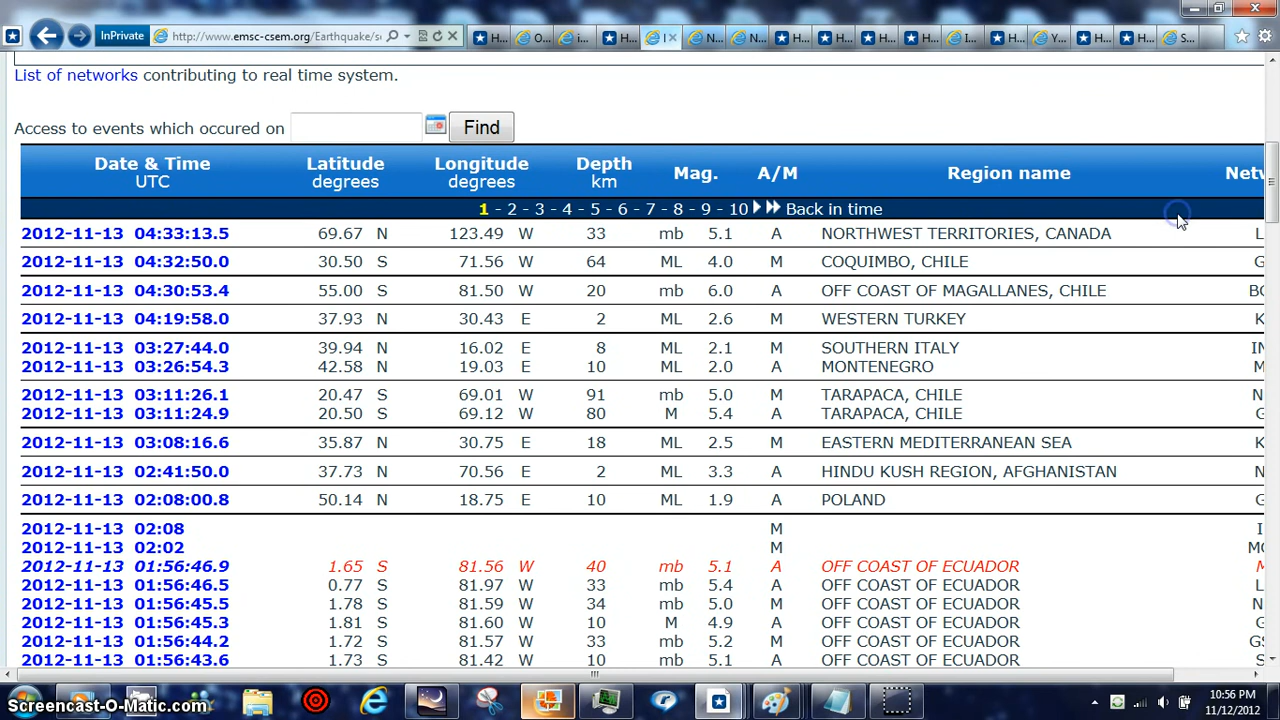 InPrivate http://www.emsc-csem.org/Earthquake/s
List of networks contributing to real time system.
Access to events which occured on Find
Date & Time UTC Latitude degrees Longitude degrees Depth km Mag. A/M Region name
1 - 2 - 3 - 4 - 5 - 6 - 7 - 8 - 9 - 10 Back in time
2012-11-13 04:33:13.5 69.67 N 123.49 W 33 mb 5.1 A NORTHWEST TERRITORIES, CANADA L
2012-11-13 04:32:50.0 30.50 S 71.56 W 64 ML 4.0 M COQUIMBO, CHILE G
2012-11-13 04:30:53.4 55.00 S 81.50 W 20 mb 6.0 A OFF COAST OF MAGALLANES, CHILE
2012-11-13 04:19:58.0 37.93 N 30.43 E 2 ML 2.6 M WESTERN TURKEY K
2012-11-13 03:27:44.0 39.94 N 16.02 E 8 ML 2.1 M SOUTHERN ITALY
2012-11-13 03:26:54.3 42.58 N 19.03 E 10 ML 2.0 A MONTENEGRO
2012-11-13 03:11:26.1 20.47 S 69.01 W 91 mb 5.0 M TARAPACA, CHILE
2012-11-13 03:11:24.9 20.50 S 69.12 W 80 M 5.4 A TARAPACA, CHILE
2012-11-13 03:08:16.6 35.87 N 30.75 E 18 ML 2.5 M EASTERN MEDITERRANEAN SEA K
2012-11-13 02:41:50.0 37.73 N 70.56 E 2 ML 3.3 A HINDU KUSH REGION, AFGHANISTAN
2012-11-13 02:08:00.8 50.14 N 18.75 E 10 ML 1.9 A POLAND
2012-11-13 02:08 M
2012-11-13 02:02 M
2012-11-13 01:56:46.9 1.65 S 81.56 W 40 mb 5.1 A OFF COAST OF ECUADOR
2012-11-13 01:56:46.5 0.77 S 81.97 W 33 mb 5.4 A OFF COAST OF ECUADOR
2012-11-13 01:56:45.5 1.78 S 81.59 W 34 mb 5.0 M OFF COAST OF ECUADOR
2012-11-13 01:56:45.3 1.81 S 81.60 W 10 M 4.9 A OFF COAST OF ECUADOR
2012-11-13 01:56:44.2 1.72 S 81.57 W 33 mb 5.2 M OFF COAST OF ECUADOR
2012-11-13 01:56:43.6 1.73 S 81.42 W 10 mb 5.1 A OFF COAST OF ECUADOR
Screencast-O-Matic.com
10:56 PM
11/12/2012